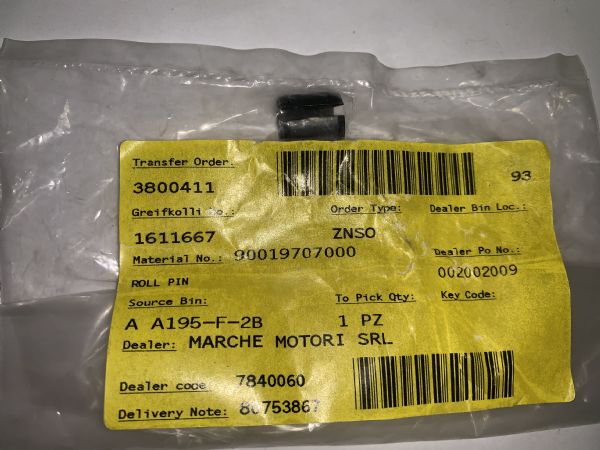 Transfer Order:
3800411 93
Greifkolli No.: Order Type: Dealer Bin Loc.:
1611667 ZNSO
Material No.: 90019707000 Dealer Po No.:
002002009
ROLL PIN
Source Bin: To Pick Qty: Key Code:
A A195-F-2B 1 PZ
Dealer: MARCHE MOTORI SRL
Dealer code: 7840060
Delivery Note: 80753867